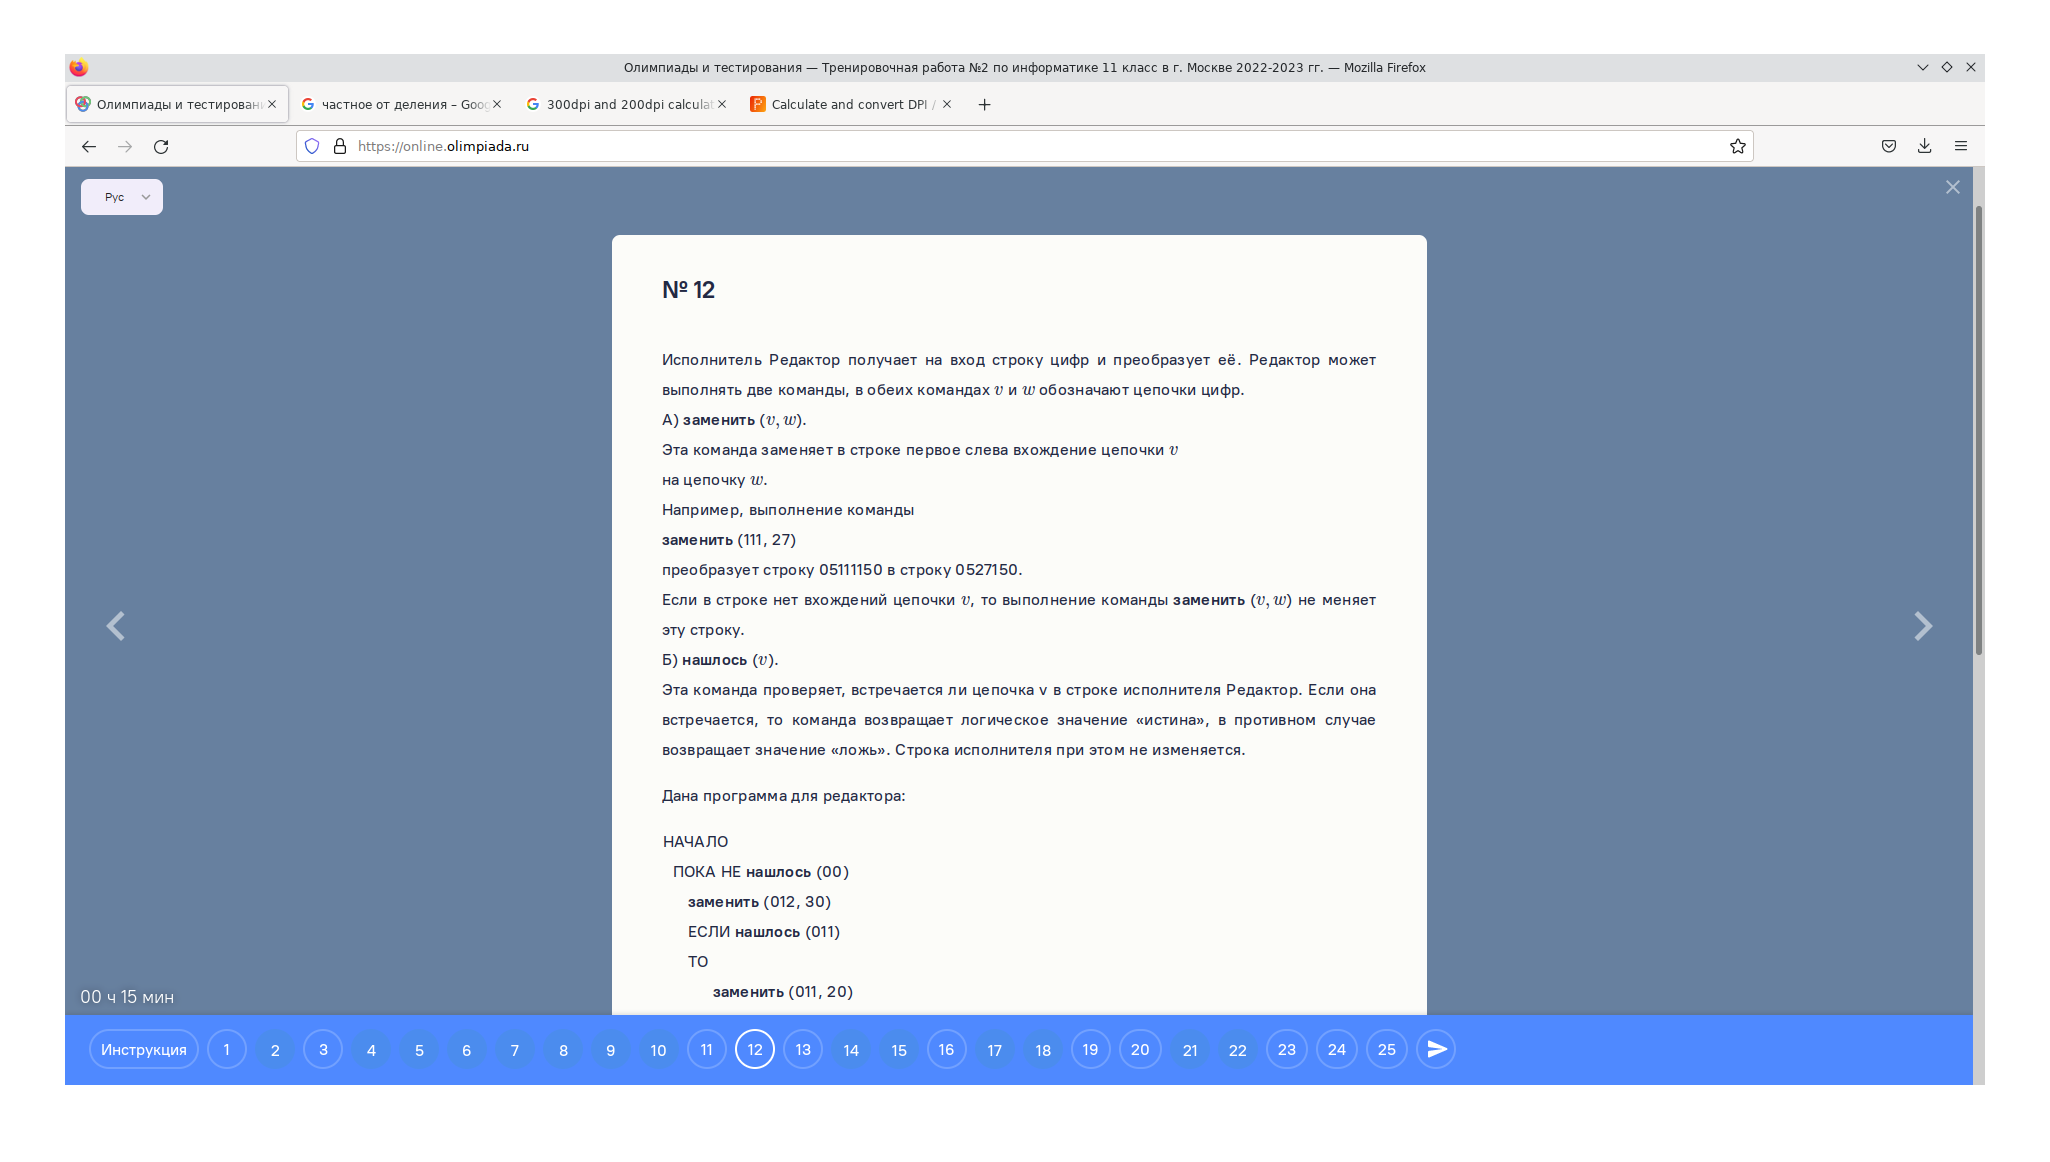 Олимпиады и тестирования — Тренировочная работа №2 по информатике 11 класс в г. Москве 2022-2023 гг. — Mozilla Firefox
Олимпиады и тестирован
частное от деления – Goog
300dpi and 200dpi calculat
Calculate and convert DPI /
https://online.olimpiada.ru
Рус
№ 12
Исполнитель Редактор получает на вход строку цифр и преобразует её. Редактор может
выполнять две команды, в обеих командах v и w обозначают цепочки цифр.
А) заменить (v, w).
Эта команда заменяет в строке первое слева вхождение цепочки v
на цепочку w.
Например, выполнение команды
заменить (111, 27)
преобразует строку 05111150 в строку 0527150.
Если в строке нет вхождений цепочки v, то выполнение команды заменить (v, w) не меняет
эту строку.
Б) нашлось (v).
Эта команда проверяет, встречается ли цепочка v в строке исполнителя Редактор. Если она
встречается, то команда возвращает логическое значение «истина», в противном случае
возвращает значение «ложь». Строка исполнителя при этом не изменяется.
Дана программа для редактора:
НАЧАЛО
ПОКА НЕ нашлось (00)
заменить (012, 30)
ЕСЛИ нашлось (011)
ТО
заменить (011, 20)
00 ч 15 мин
Инструкция 1 2 3 4 5 6 7 8 9 10 11 12 13 14 15 16 17 18 19 20 21 22 23 24 25